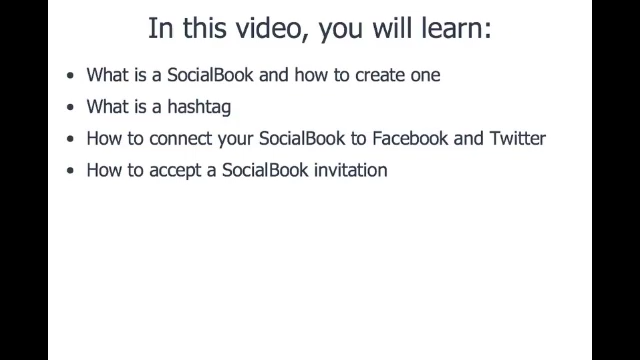 In this video, you will learn:
• What is a SocialBook and how to create one
• What is a hashtag
• How to connect your SocialBook to Facebook and Twitter
• How to accept a SocialBook invitation